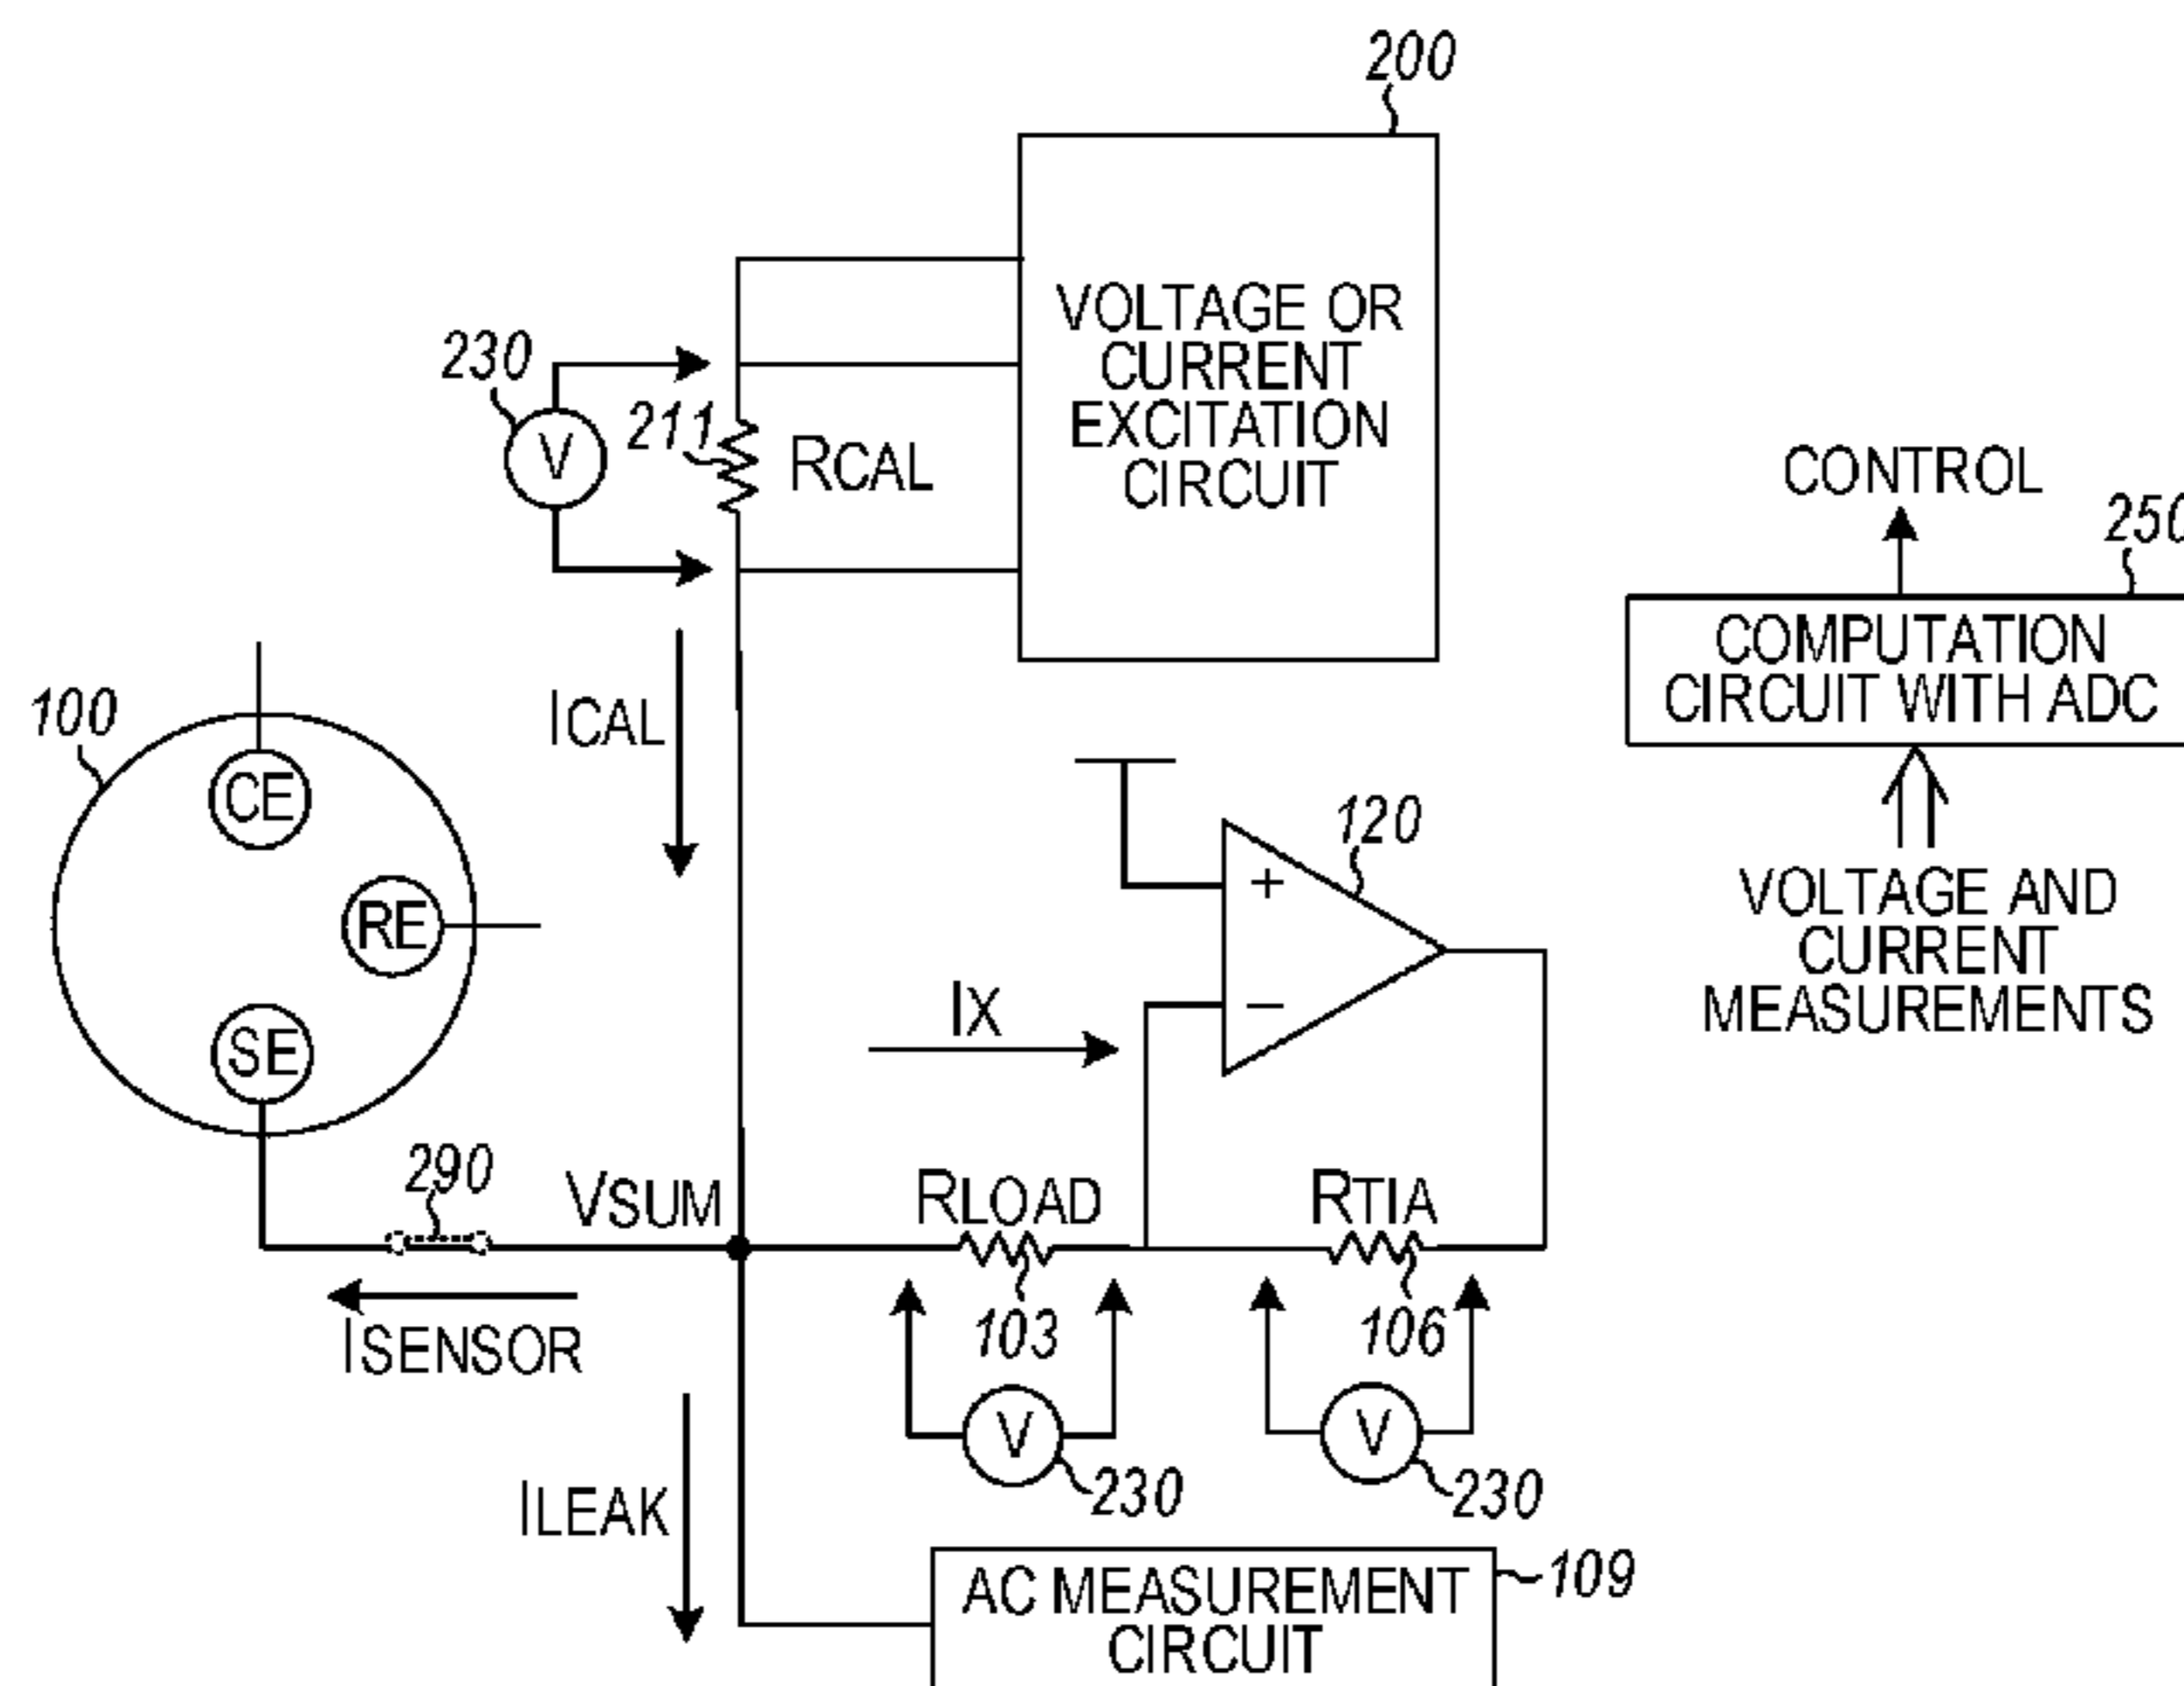 200
VOLTAGE OR
CURRENT
EXCITATION
CIRCUIT
230
V
211
RCAL
CONTROL
250
COMPUTATION
CIRCUIT WITH ADC
VOLTAGE AND
CURRENT
MEASUREMENTS
ICAL
100
CE
RE
SE
120
+
−
IX
290
VSUM
RLOAD
RTIA
ISENSOR
103
106
V
230
V
230
ILEAK
AC MEASUREMENT
CIRCUIT
109